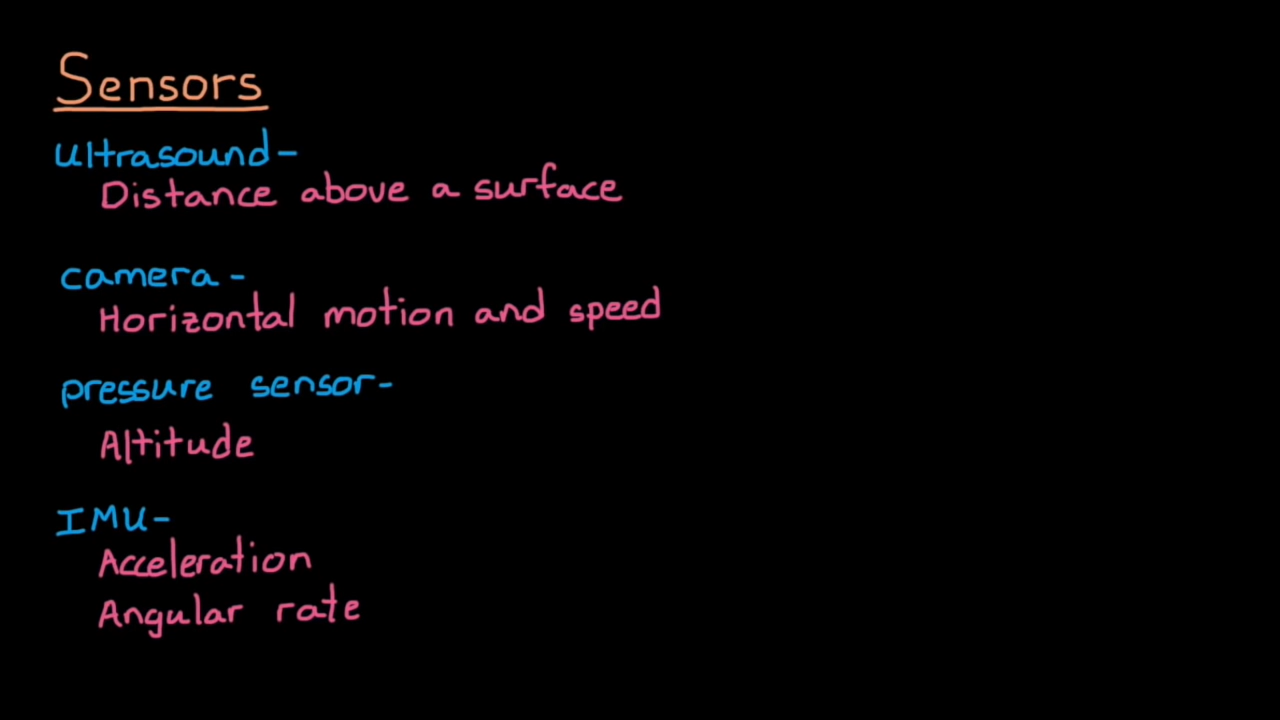 Sensors
ultrasound-
Distance above a surface
camera-
Horizontal motion and speed
pressure sensor-
Altitude
IMU-
Acceleration
Angular rate